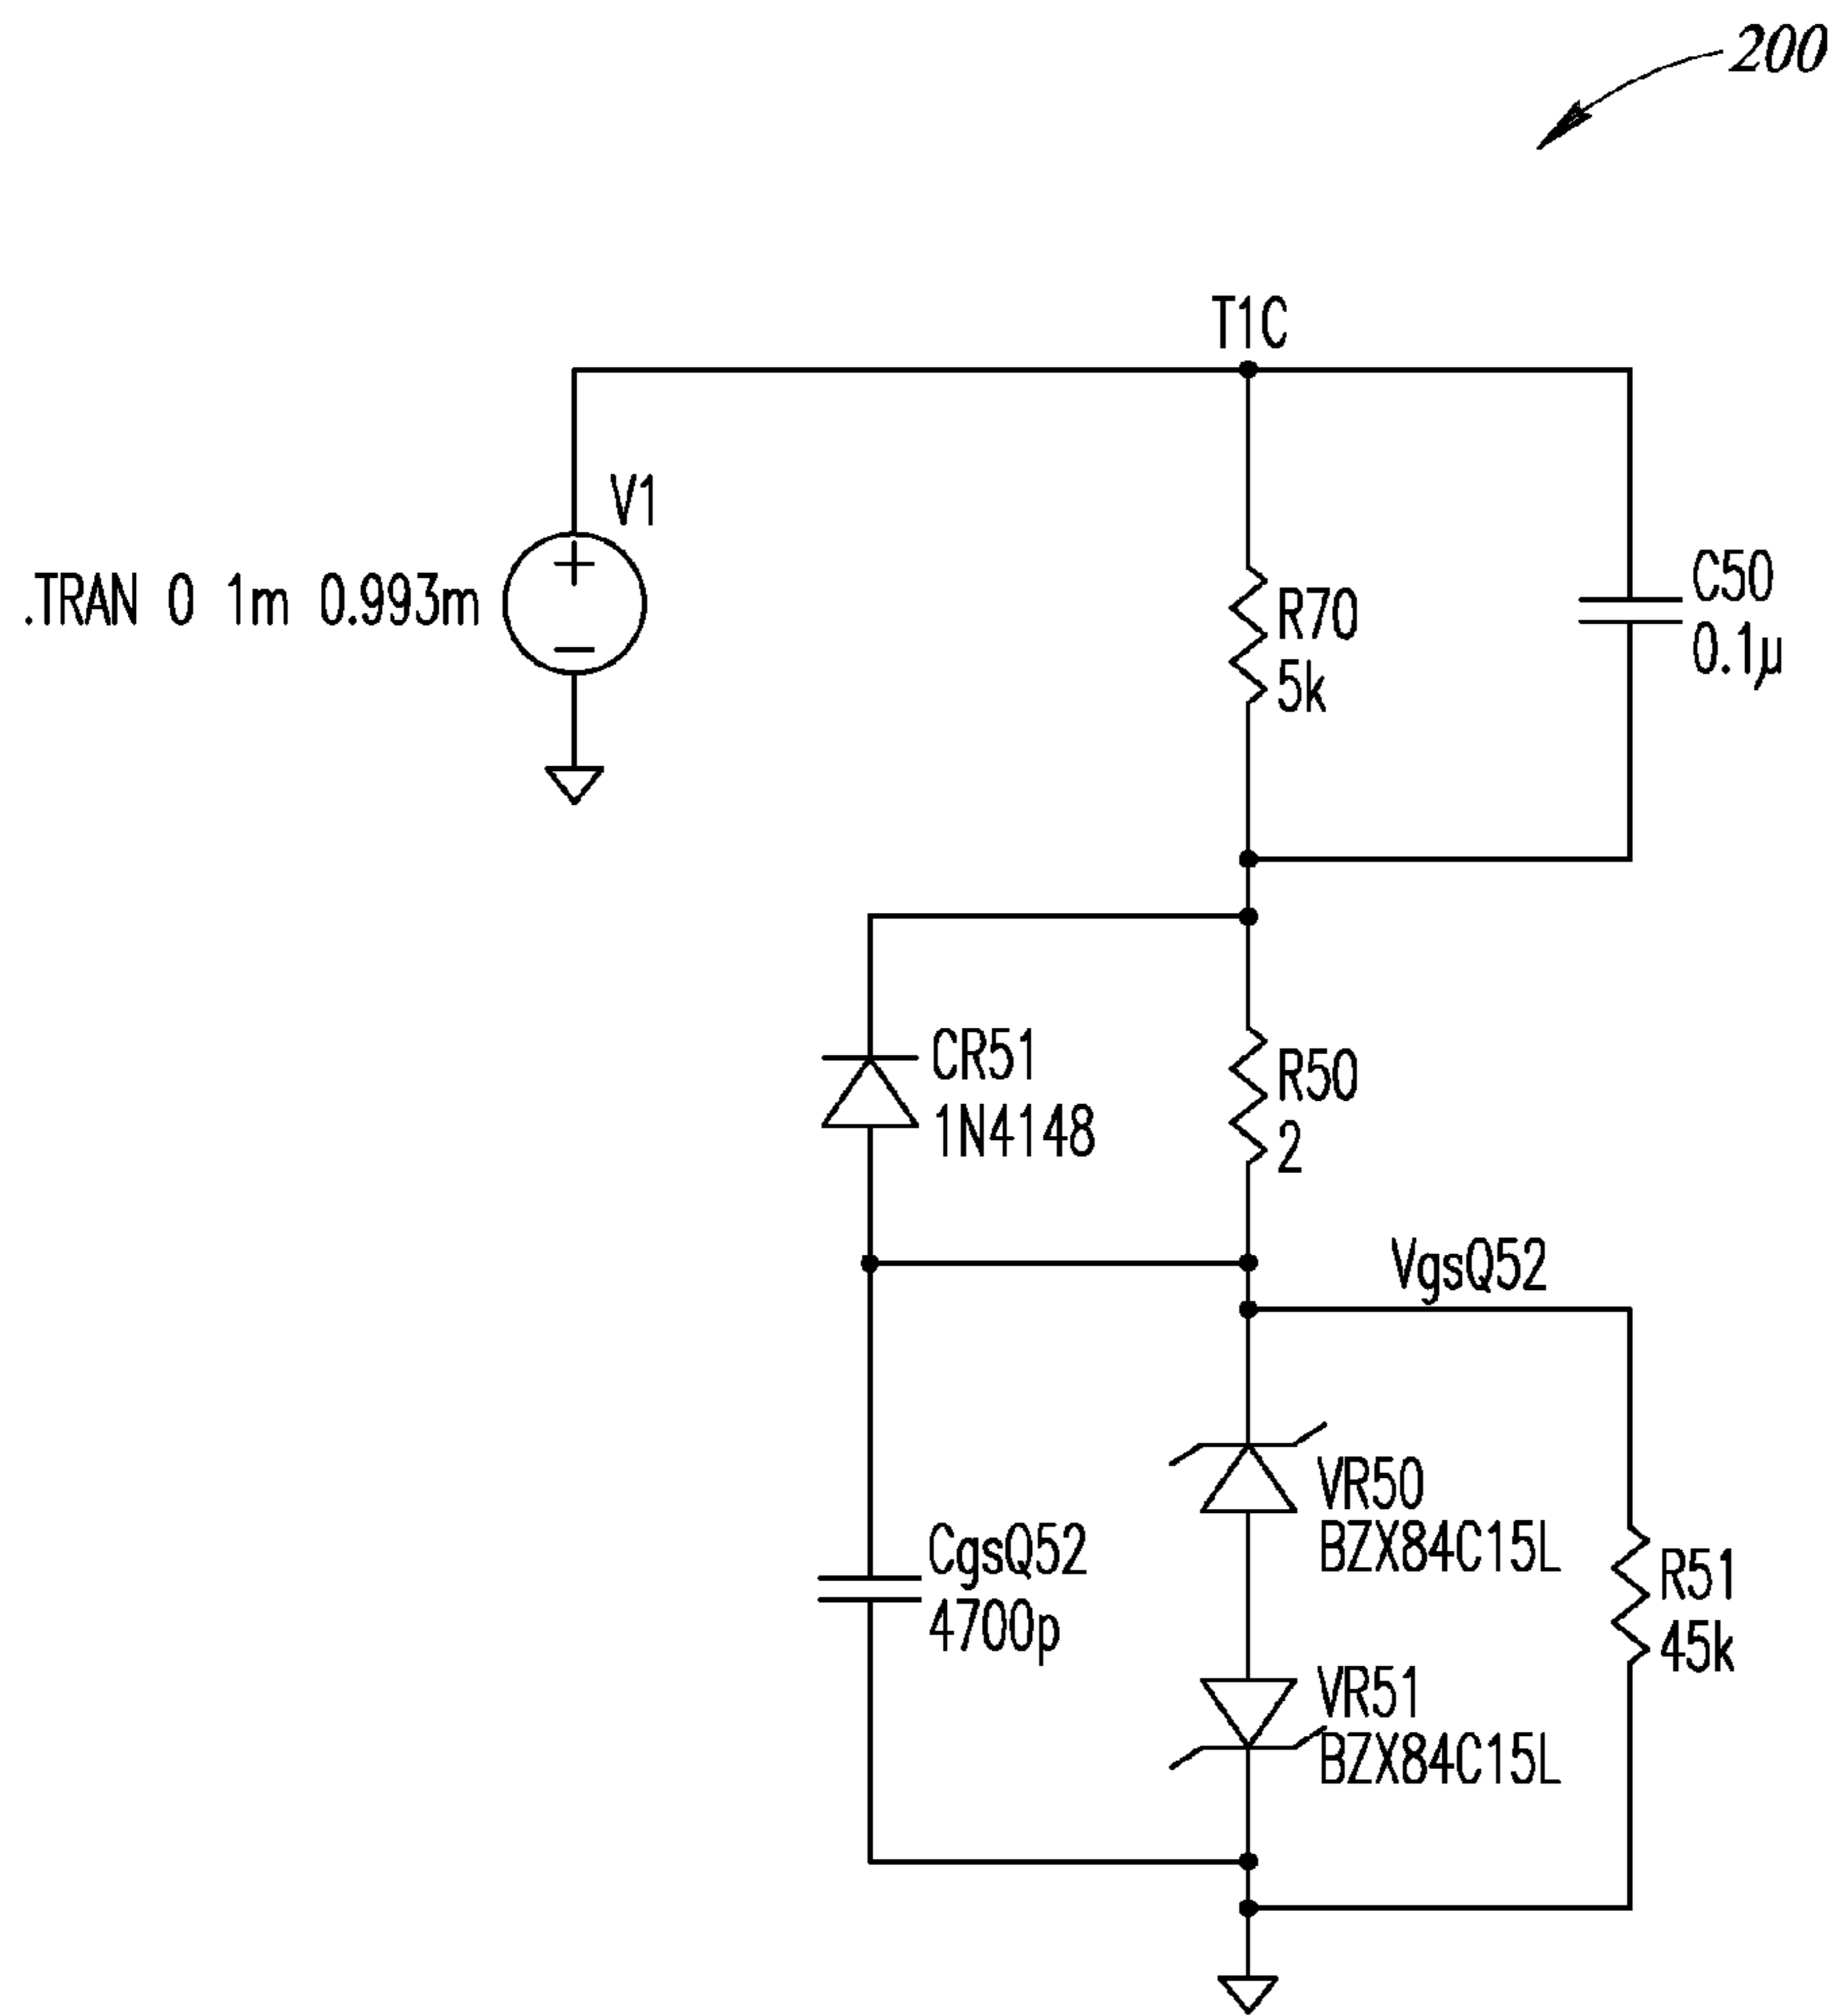 200
T1C
V1
.TRAN 0 1m 0.993m
C50
0.1µ
R70
5k
CR51
1N4148
R50
2
VgsQ52
VR50
BZX84C15L
CgsQ52
4700p
R51
45k
VR51
BZX84C15L